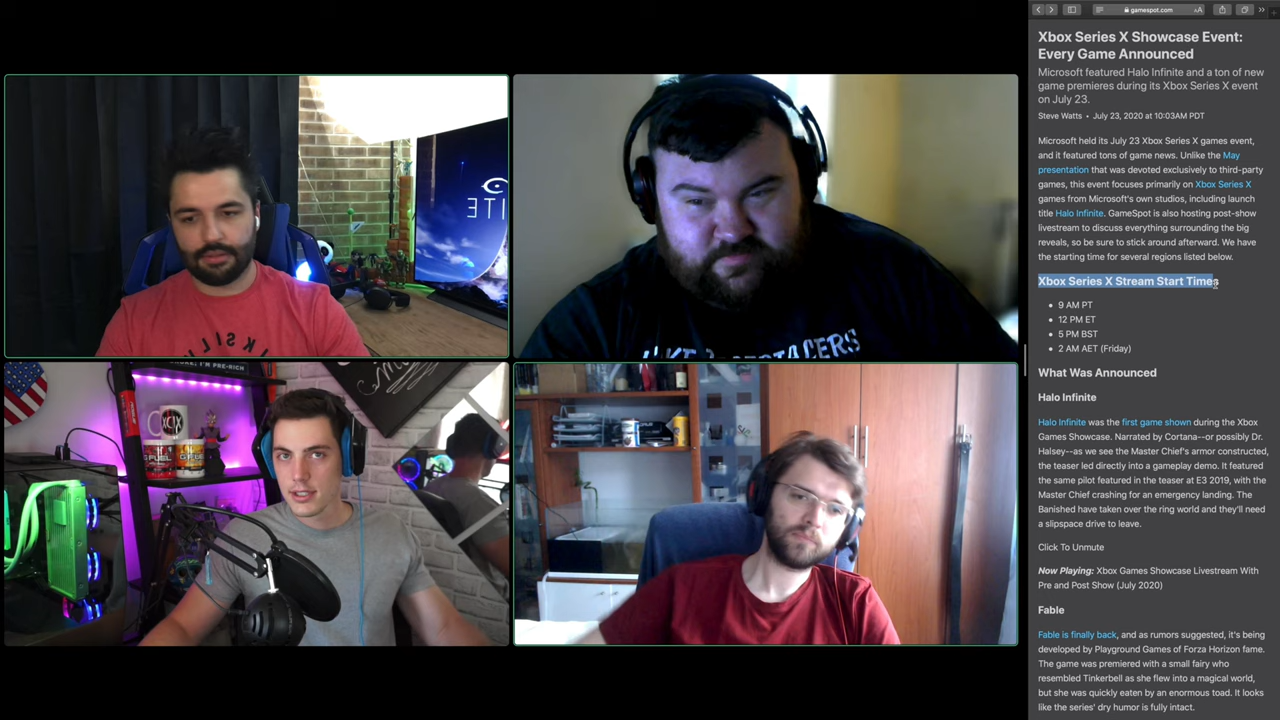 gamespot.com
Xbox Series X Showcase Event:
Every Game Announced
Microsoft featured Halo Infinite and a ton of new
game premieres during its Xbox Series X event
on July 23.
Steve Watts • July 23, 2020 at 10:03AM PDT
Microsoft held its July 23 Xbox Series X games event,
and it featured tons of game news. Unlike the May
presentation that was devoted exclusively to third-party
games, this event focuses primarily on Xbox Series X
games from Microsoft's own studios, including launch
title Halo Infinite. GameSpot is also hosting post-show
livestream to discuss everything surrounding the big
reveals, so be sure to stick around afterward. We have
the starting time for several regions listed below.
Xbox Series X Stream Start Times
• 9 AM PT
• 12 PM ET
• 5 PM BST
• 2 AM AET (Friday)
What Was Announced
Halo Infinite
Halo Infinite was the first game shown during the Xbox
Games Showcase. Narrated by Cortana--or possibly Dr.
Halsey--as we see the Master Chief's armor constructed,
the teaser led directly into a gameplay demo. It featured
the same pilot featured in the teaser at E3 2019, with the
Master Chief crashing for an emergency landing. The
Banished have taken over the ring world and they'll need
a slipspace drive to leave.
Click To Unmute
Now Playing: Xbox Games Showcase Livestream With
Pre and Post Show (July 2020)
Fable
Fable is finally back, and as rumors suggested, it's being
developed by Playground Games of Forza Horizon fame.
The game was premiered with a small fairy who
resembled Tinkerbell as she flew into a magical world,
but she was quickly eaten by an enormous toad. It looks
like the series' dry humor is fully intact.
I'M PRE-RICH
XCIX
G FUEL
G FUEL